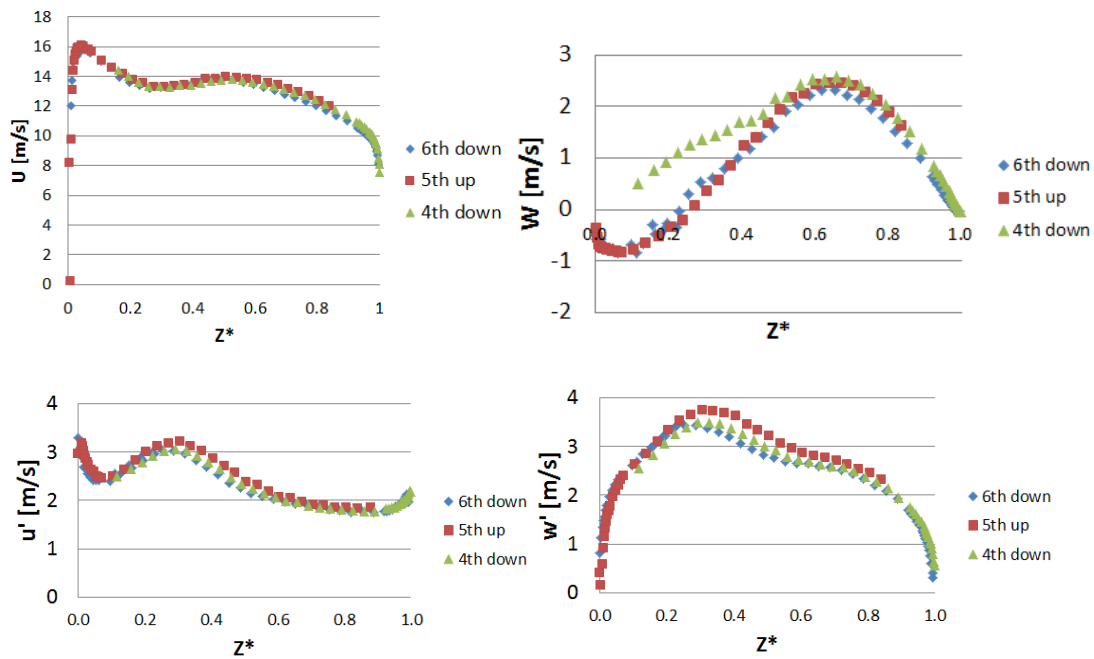 U [m/s]
18
16
14
12
10
8
6
4
2
0
0 0.2 0.4 0.6 0.8 1
Z*
6th down
5th up
4th down
W [m/s]
3
2
1
0
-1
-2
0.0 0.2 0.4 0.6 0.8 1.0
Z*
6th down
5th up
4th down
u' [m/s]
4
3
2
1
0
0.0 0.2 0.4 0.6 0.8 1.0
Z*
6th down
5th up
4th down
w' [m/s]
4
3
2
1
0
0.0 0.2 0.4 0.6 0.8 1.0
Z*
6th down
5th up
4th down